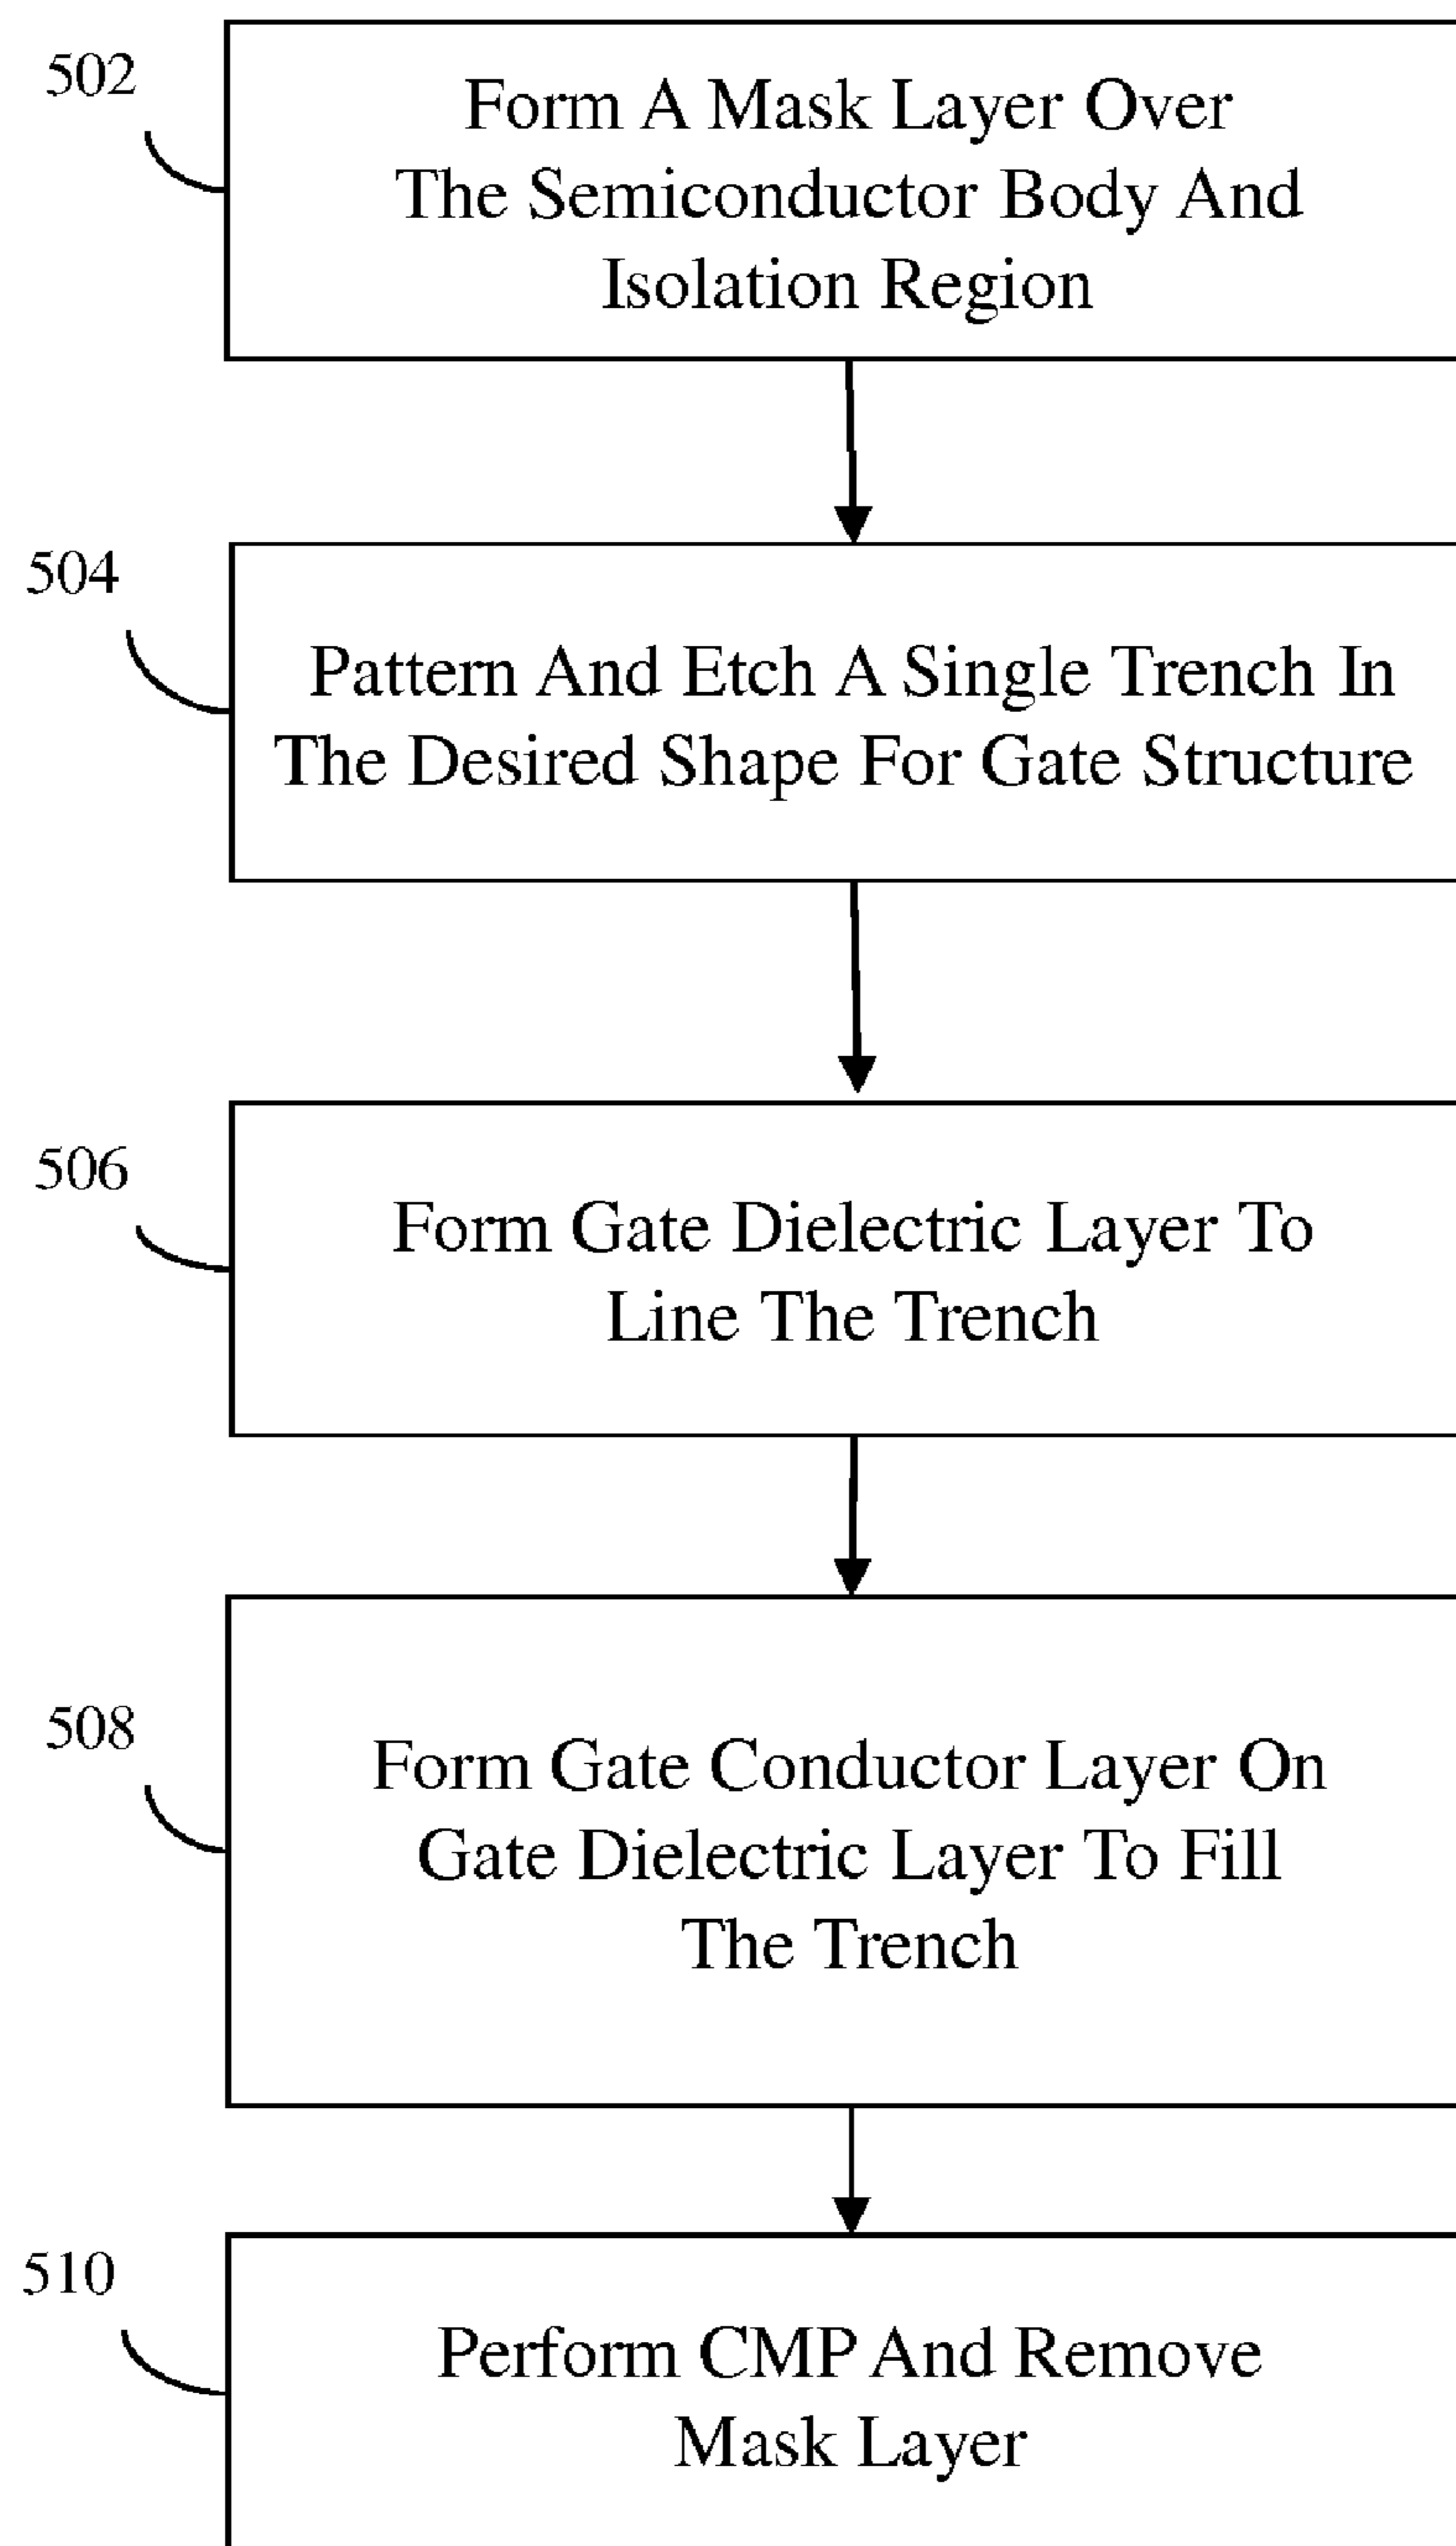 502
Form A Mask Layer Over
The Semiconductor Body And
Isolation Region
504
Pattern And Etch A Single Trench In
The Desired Shape For Gate Structure
506
Form Gate Dielectric Layer To
Line The Trench
508
Form Gate Conductor Layer On
Gate Dielectric Layer To Fill
The Trench
510
Perform CMP And Remove
Mask Layer